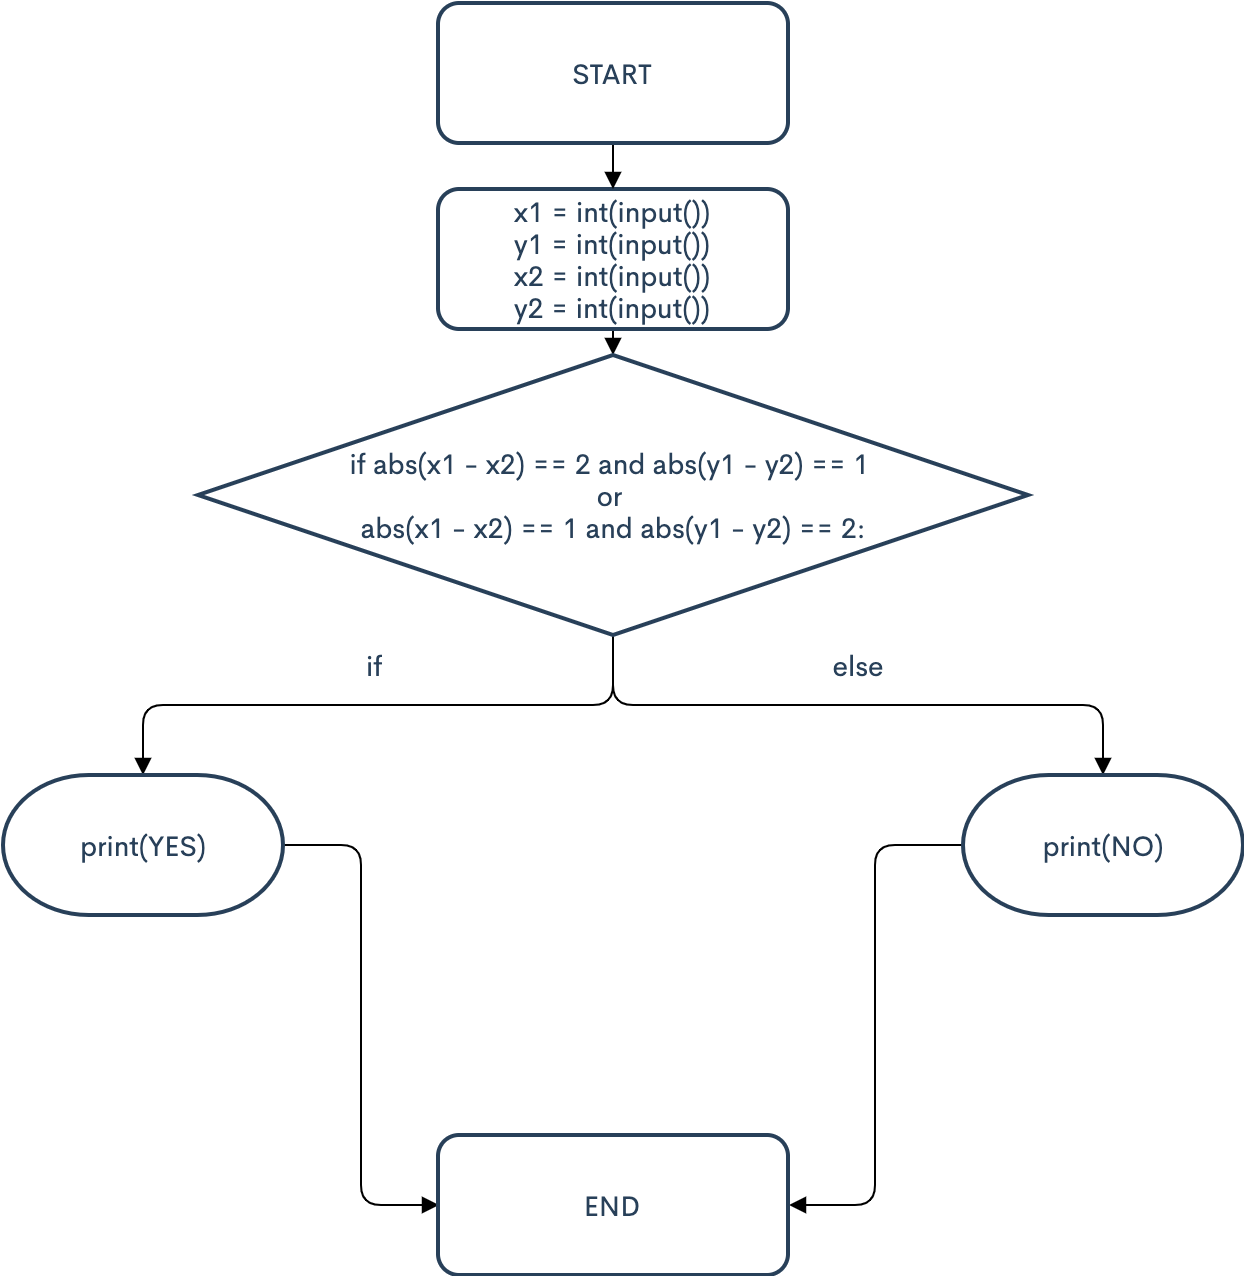 START
x1 = int(input())
y1 = int(input())
x2 = int(input())
y2 = int(input())
if abs(x1 - x2) == 2 and abs(y1 - y2) == 1
or
abs(x1 - x2) == 1 and abs(y1 - y2) == 2:
if
else
print(YES)
print(NO)
END